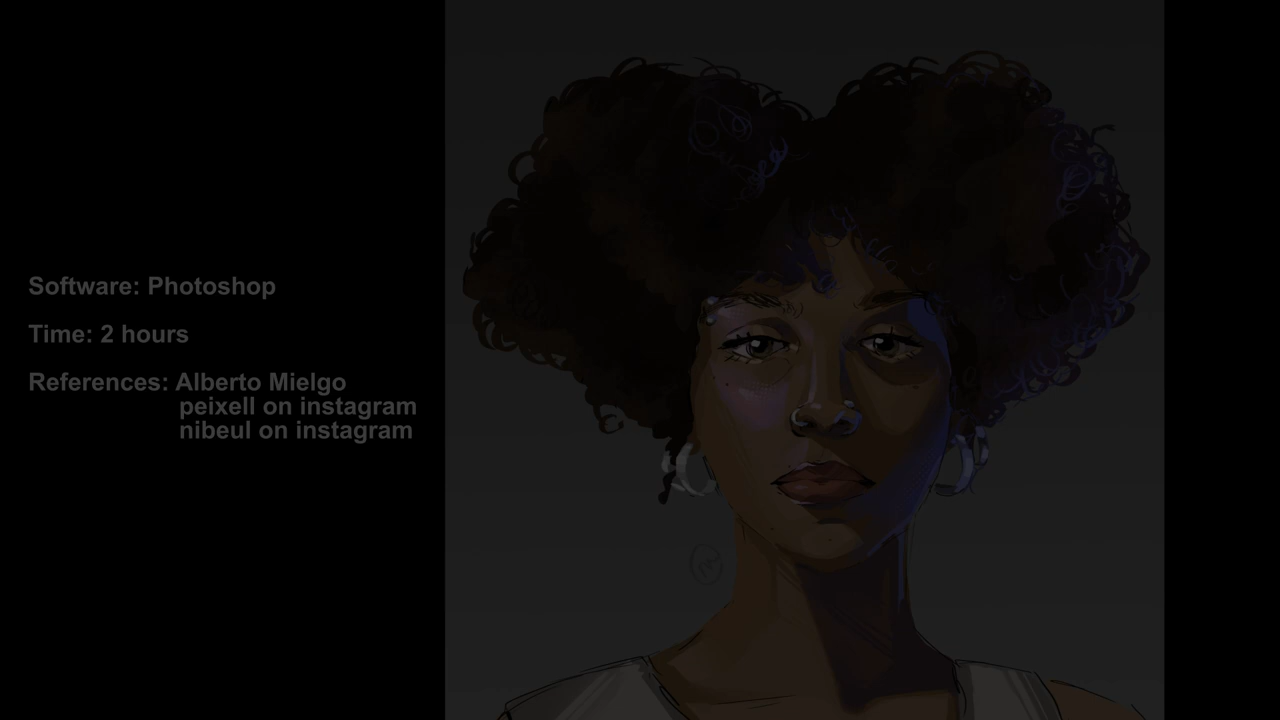 Software: Photoshop
Time: 2 hours
References: Alberto Mielgo
peixell on instagram
nibeul on instagram